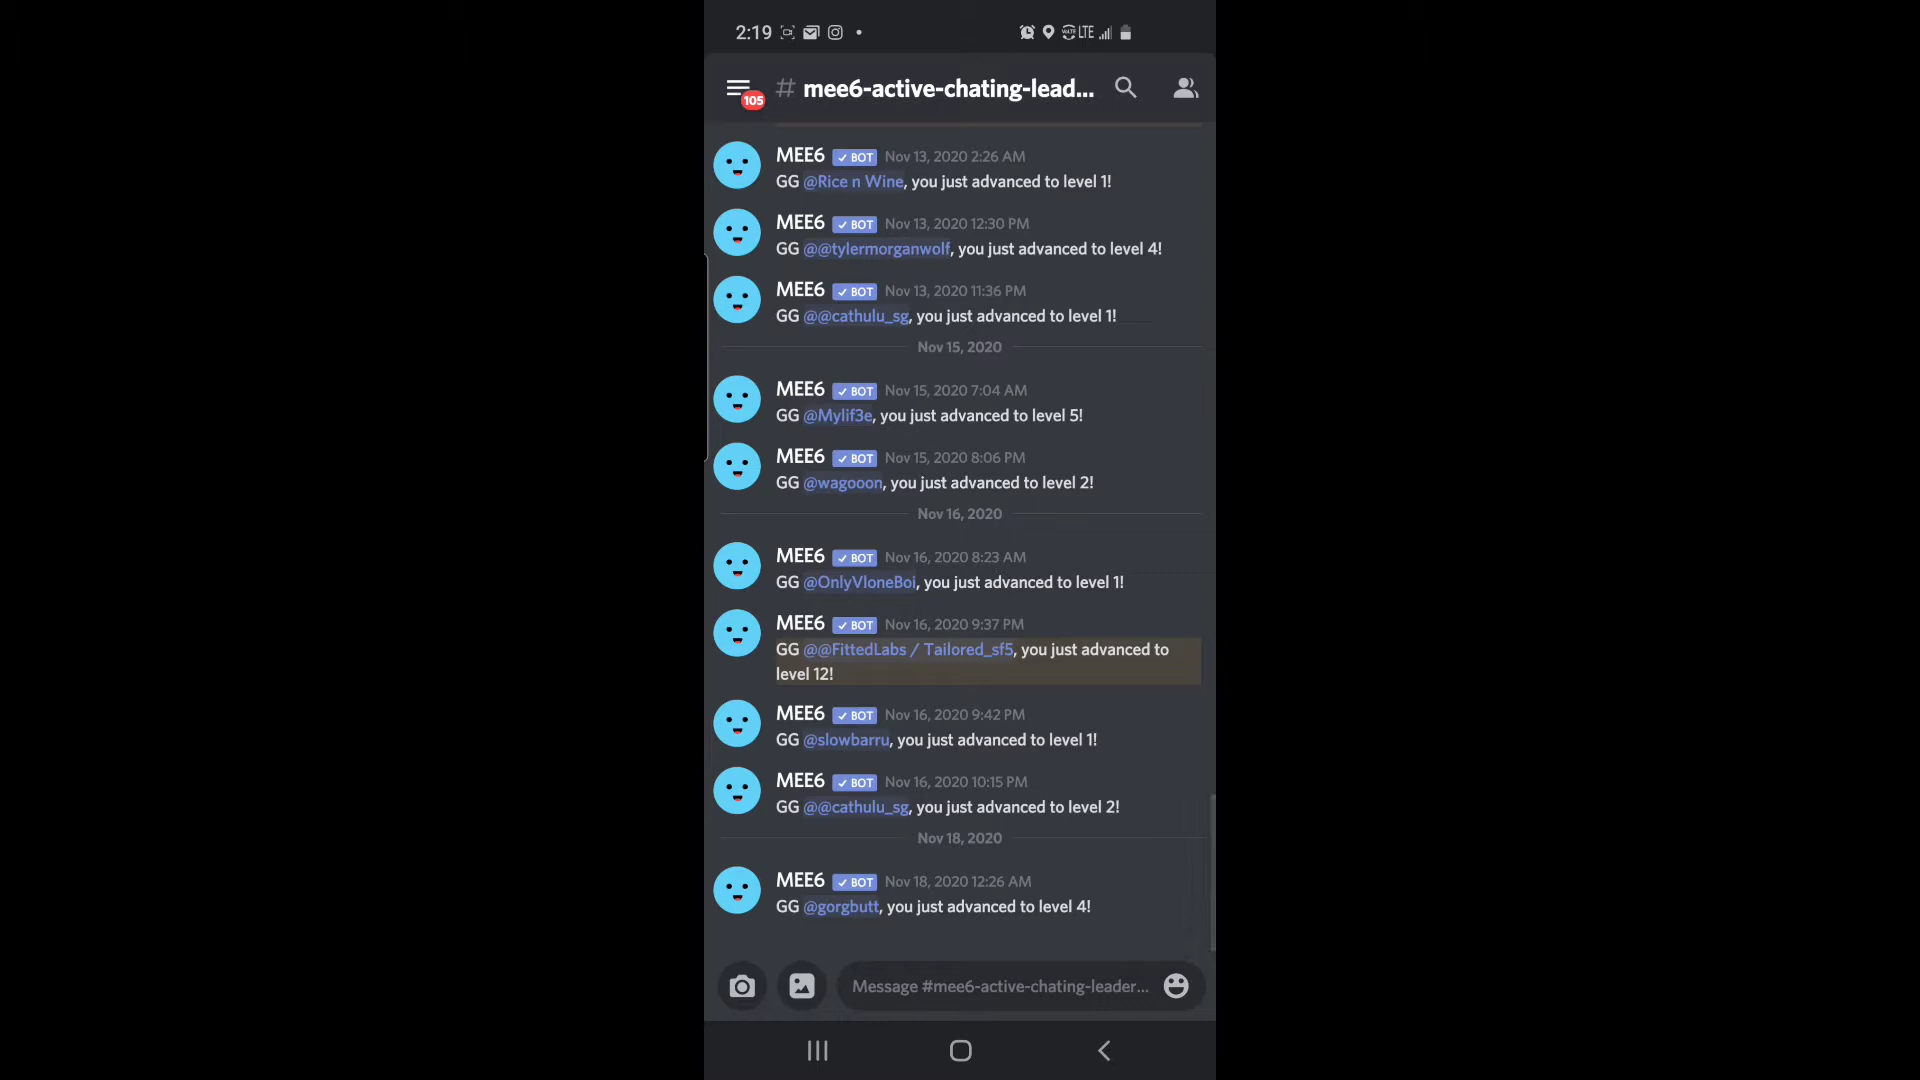 2:19 LTE
105 # mee6-active-chating-lead...
MEE6 ✓ BOT Nov 13, 2020 2:26 AM
GG @Rice n Wine, you just advanced to level 1!
MEE6 ✓ BOT Nov 13, 2020 12:30 PM
GG @@tylermorganwolf, you just advanced to level 4!
MEE6 ✓ BOT Nov 13, 2020 11:36 PM
GG @@cathulu_sg, you just advanced to level 1!
Nov 15, 2020
MEE6 ✓ BOT Nov 15, 2020 7:04 AM
GG @Mylif3e, you just advanced to level 5!
MEE6 ✓ BOT Nov 15, 2020 8:06 PM
GG @wagooon, you just advanced to level 2!
Nov 16, 2020
MEE6 ✓ BOT Nov 16, 2020 8:23 AM
GG @OnlyVloneBoi, you just advanced to level 1!
MEE6 ✓ BOT Nov 16, 2020 9:37 PM
GG @@FittedLabs / Tailored_sf5, you just advanced to
level 12!
MEE6 ✓ BOT Nov 16, 2020 9:42 PM
GG @slowbarru, you just advanced to level 1!
MEE6 ✓ BOT Nov 16, 2020 10:15 PM
GG @@cathulu_sg, you just advanced to level 2!
Nov 18, 2020
MEE6 ✓ BOT Nov 18, 2020 12:26 AM
GG @gorgbutt, you just advanced to level 4!
Message #mee6-active-chating-leader...